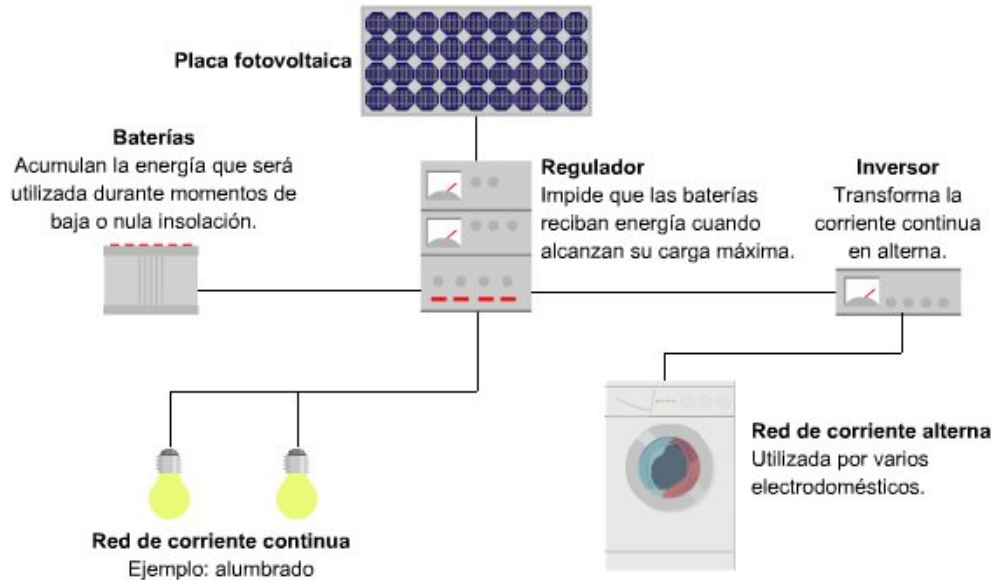 Placa fotovoltaica
Baterías
Acumulan la energía que será
utilizada durante momentos de
baja o nula insolación.
Regulador
Impide que las baterías
reciban energía cuando
alcanzan su carga máxima.
Inversor
Transforma la
corriente continua
en alterna.
Red de corriente alterna
Utilizada por varios
electrodomésticos.
Red de corriente continua
Ejemplo: alumbrado